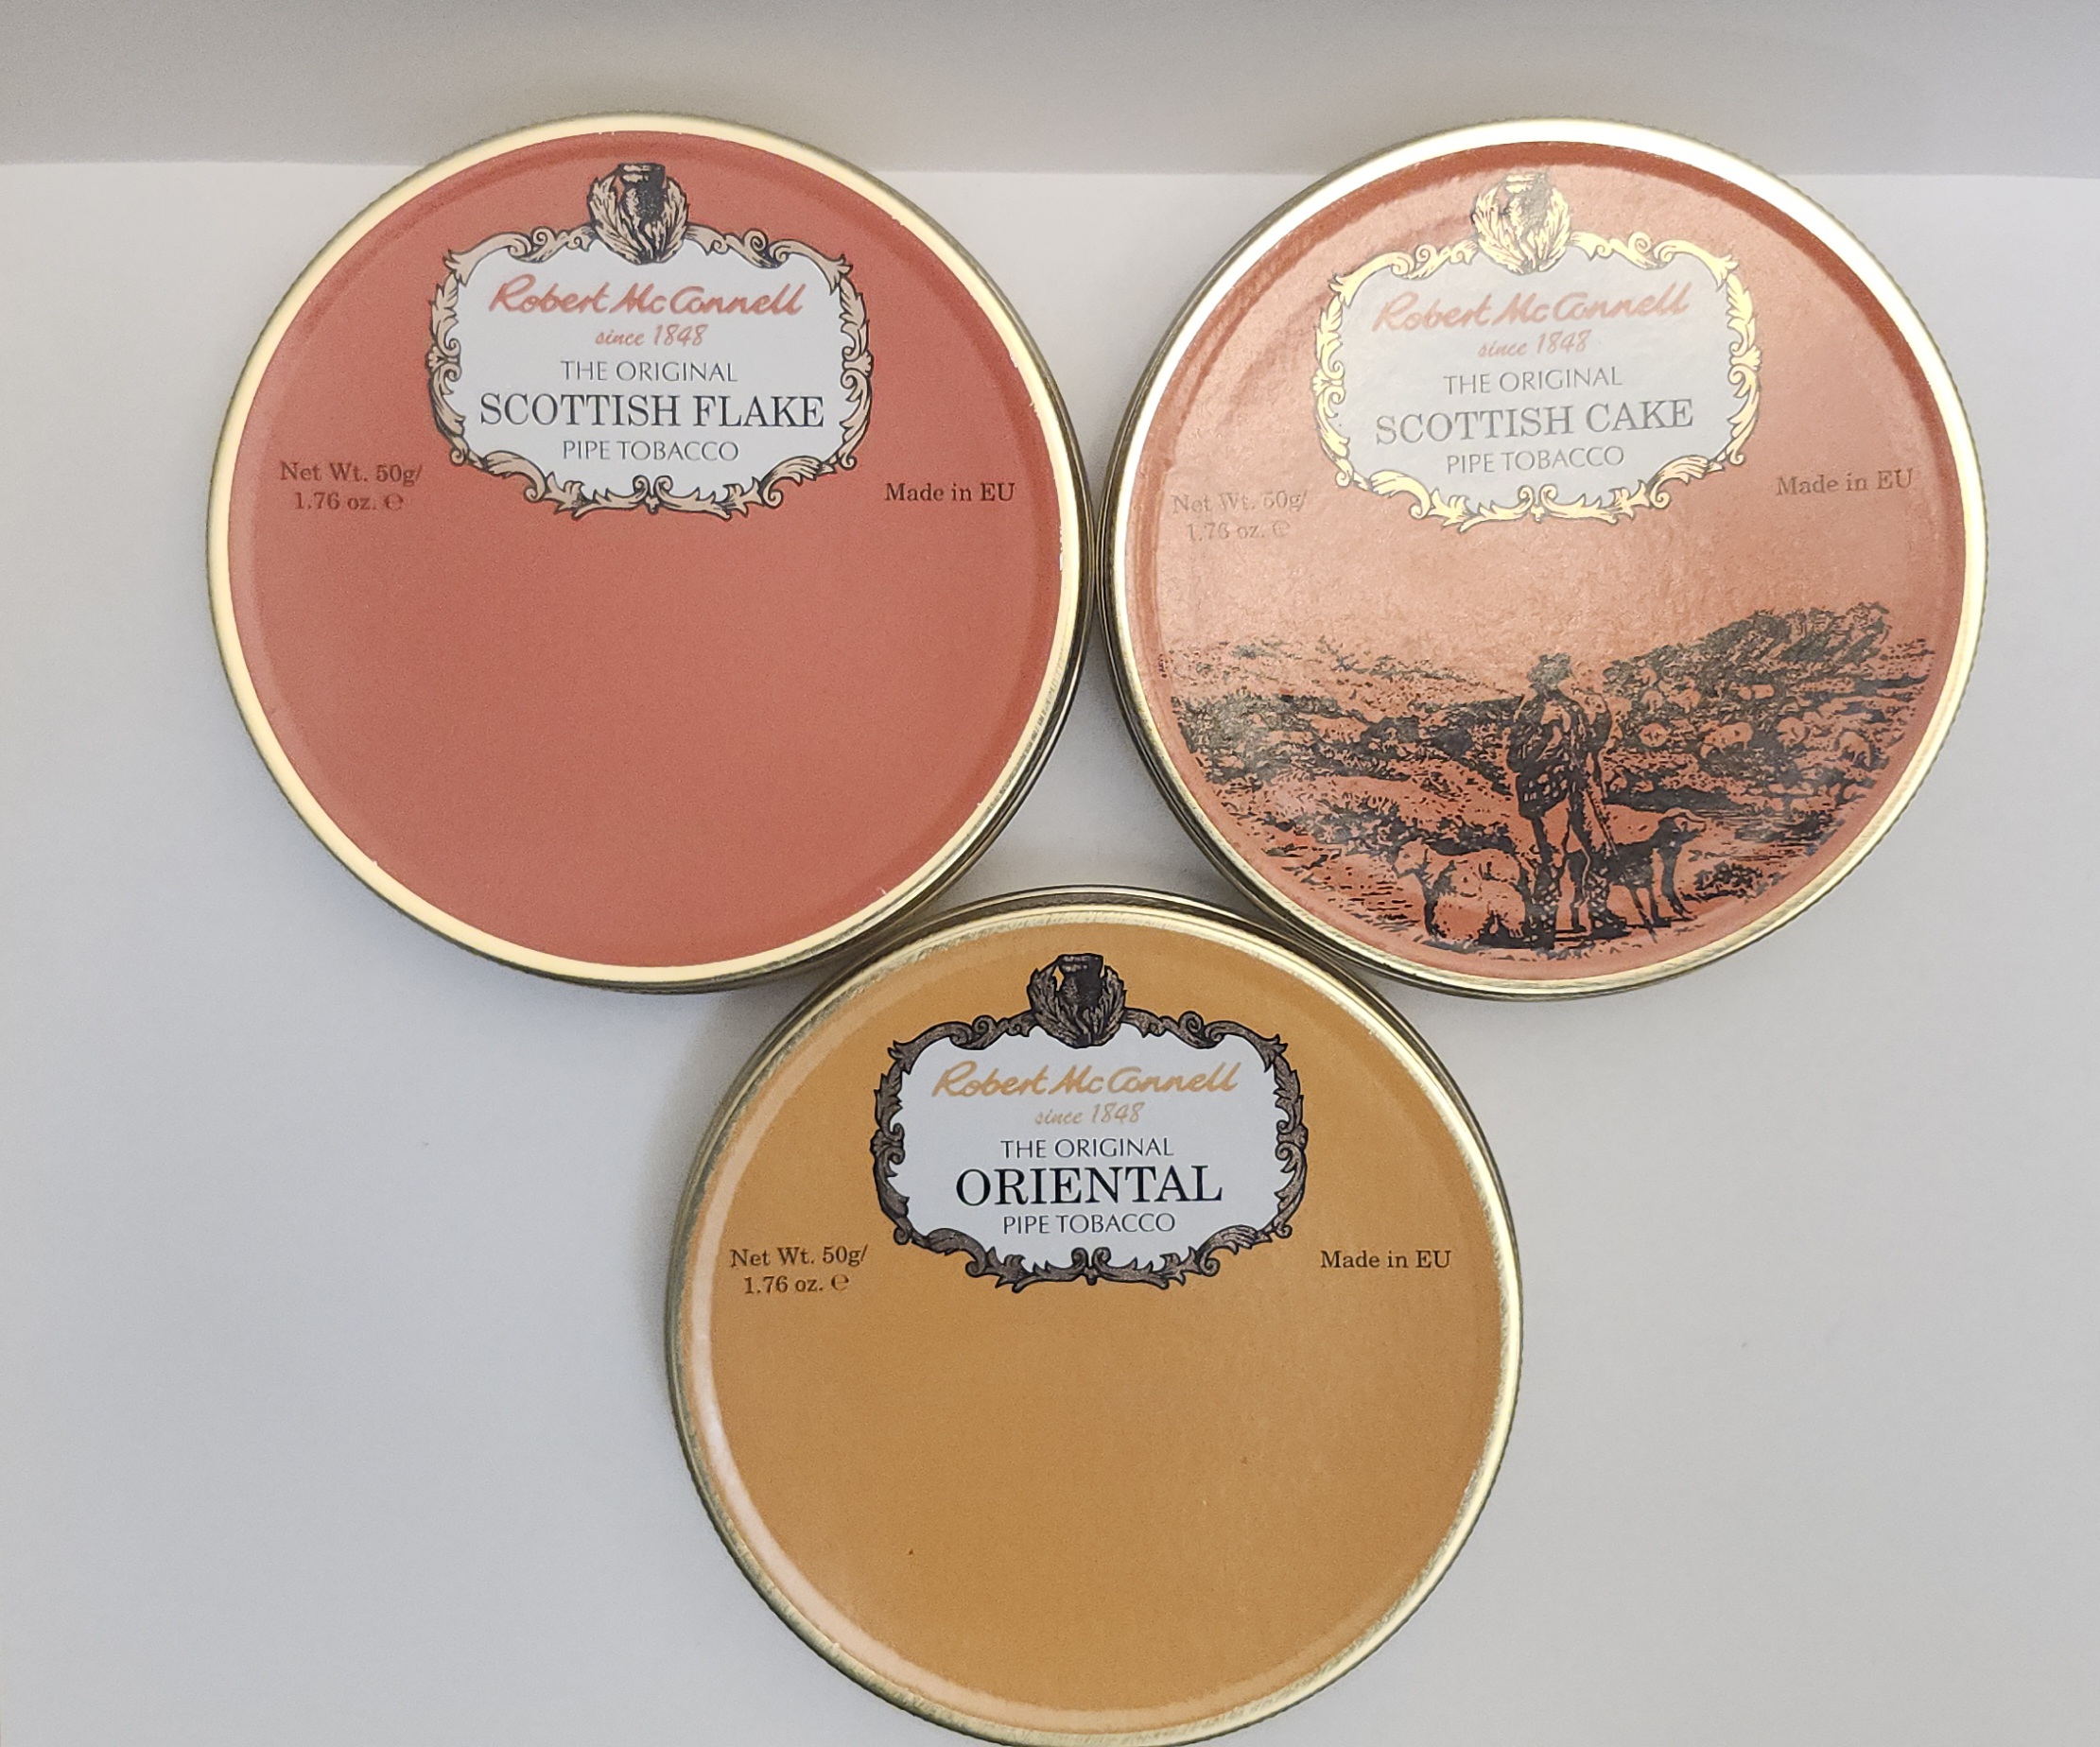 Robert McConnell
since 1848
THE ORIGINAL
SCOTTISH FLAKE
PIPE TOBACCO
Net Wt. 50g/
1.76 oz. ℮
Made in EU
Robert McConnell
since 1848
THE ORIGINAL
SCOTTISH CAKE
PIPE TOBACCO
Net Wt. 50g/
1.76 oz. ℮
Made in EU
Robert McConnell
since 1848
THE ORIGINAL
ORIENTAL
PIPE TOBACCO
Net Wt. 50g/
1.76 oz. ℮
Made in EU